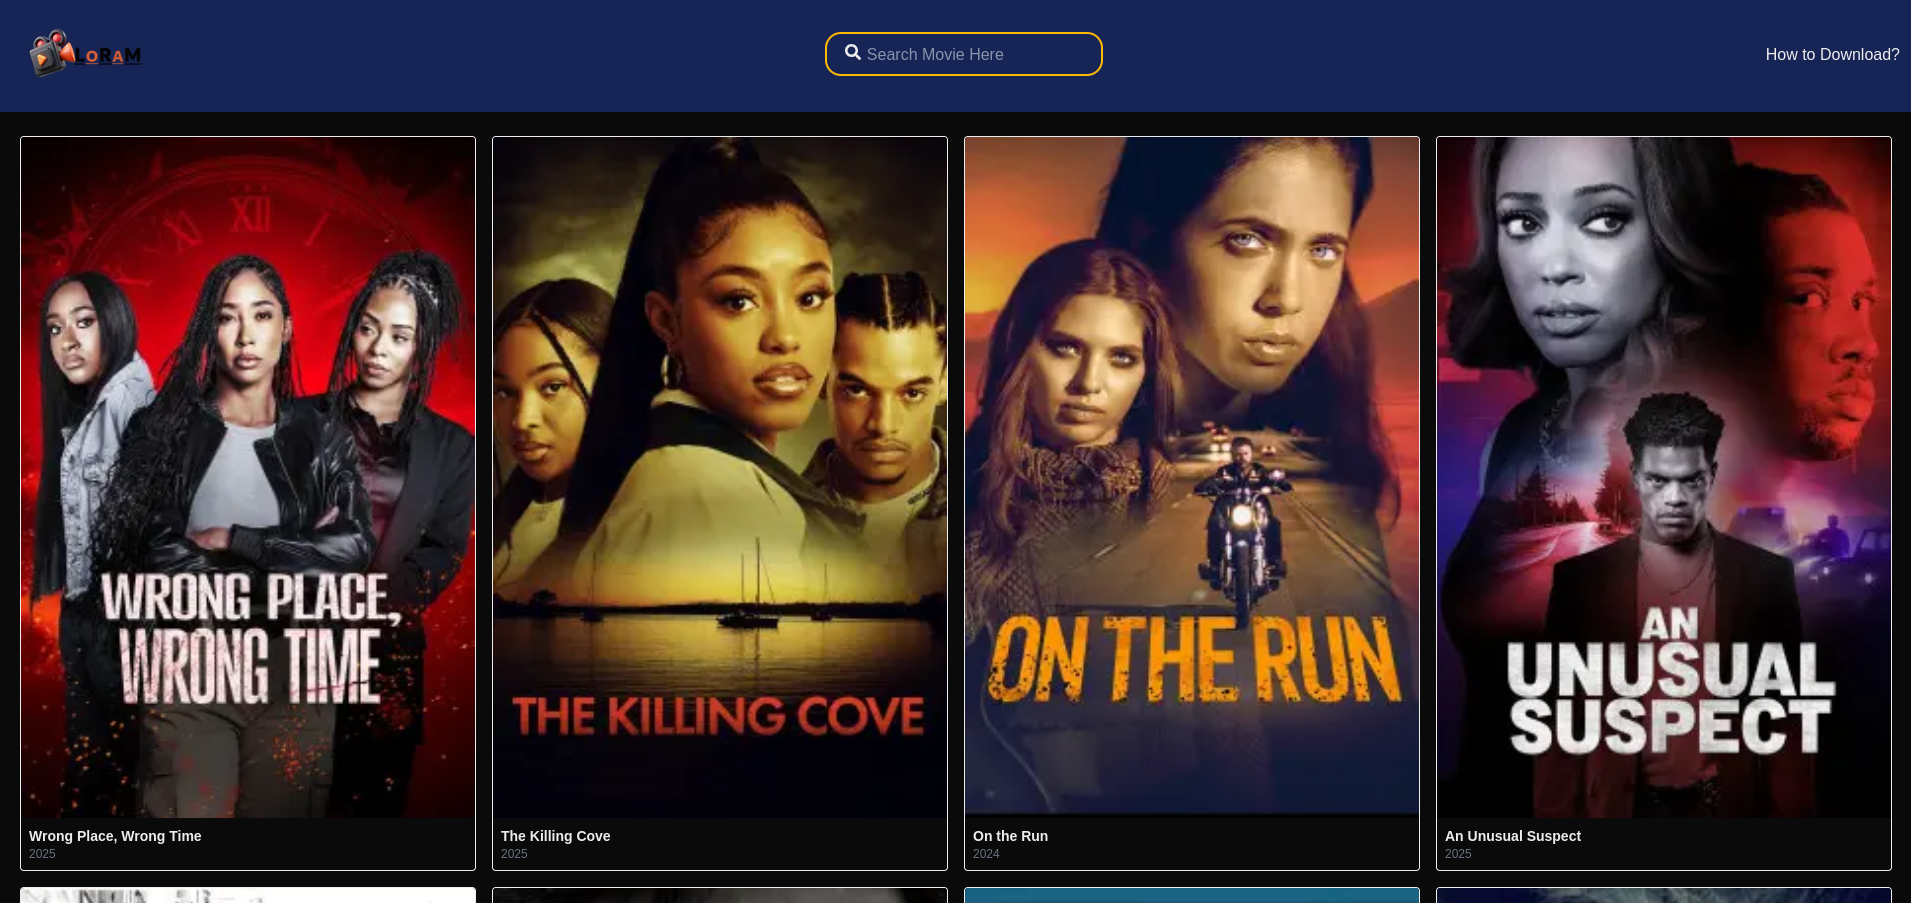 LORAM
Search Movie Here
How to Download?
XI XII I
WRONG PLACE,
WRONG TIME
THE KILLING COVE
ON THE RUN
AN
UNUSUAL
SUSPECT
Wrong Place, Wrong Time
2025
The Killing Cove
2025
On the Run
2024
An Unusual Suspect
2025